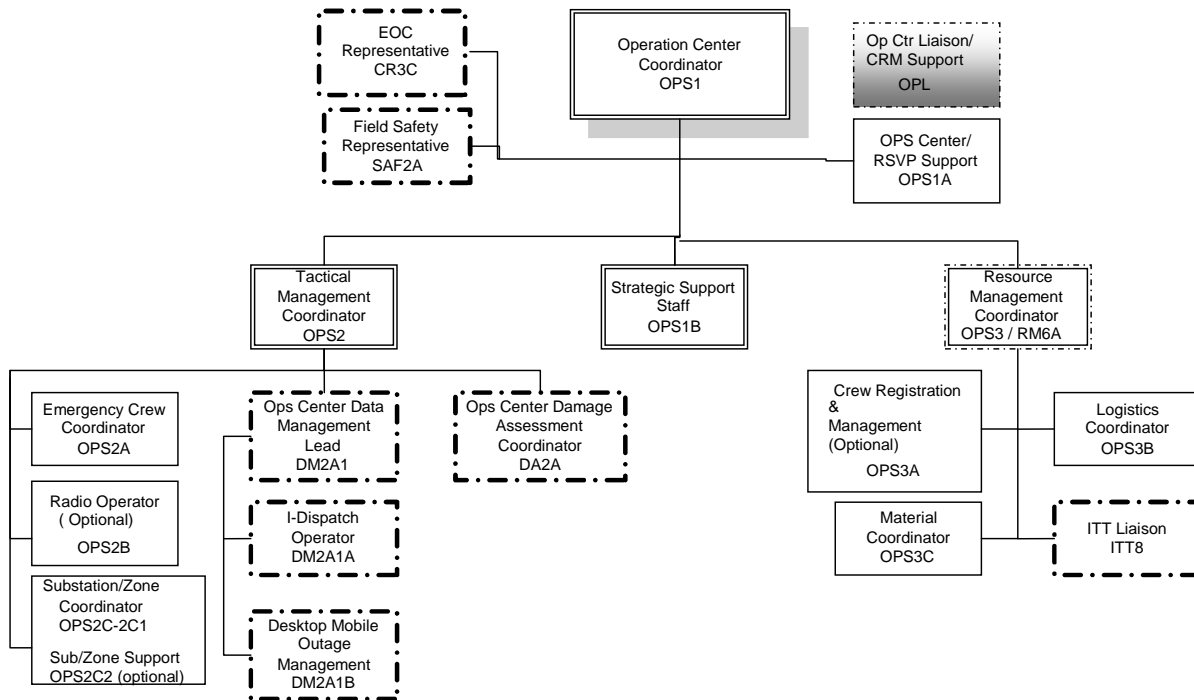 EOC
Representative
CR3C
Operation Center
Coordinator
OPS1
Op Ctr Liaison/
CRM Support
OPL
Field Safety
Representative
SAF2A
OPS Center/
RSVP Support
OPS1A
Tactical
Management
Coordinator
OPS2
Strategic Support
Staff
OPS1B
Resource
Management
Coordinator
OPS3 / RM6A
Emergency Crew
Coordinator
OPS2A
Ops Center Data
Management
Lead
DM2A1
Ops Center Damage
Assessment
Coordinator
DA2A
Crew Registration
&
Management
(Optional)
OPS3A
Logistics
Coordinator
OPS3B
Radio Operator
( Optional)
OPS2B
I-Dispatch
Operator
DM2A1A
Material
Coordinator
OPS3C
ITT Liaison
ITT8
Substation/Zone
Coordinator
OPS2C-2C1
Sub/Zone Support
OPS2C2 (optional)
Desktop Mobile
Outage
Management
DM2A1B